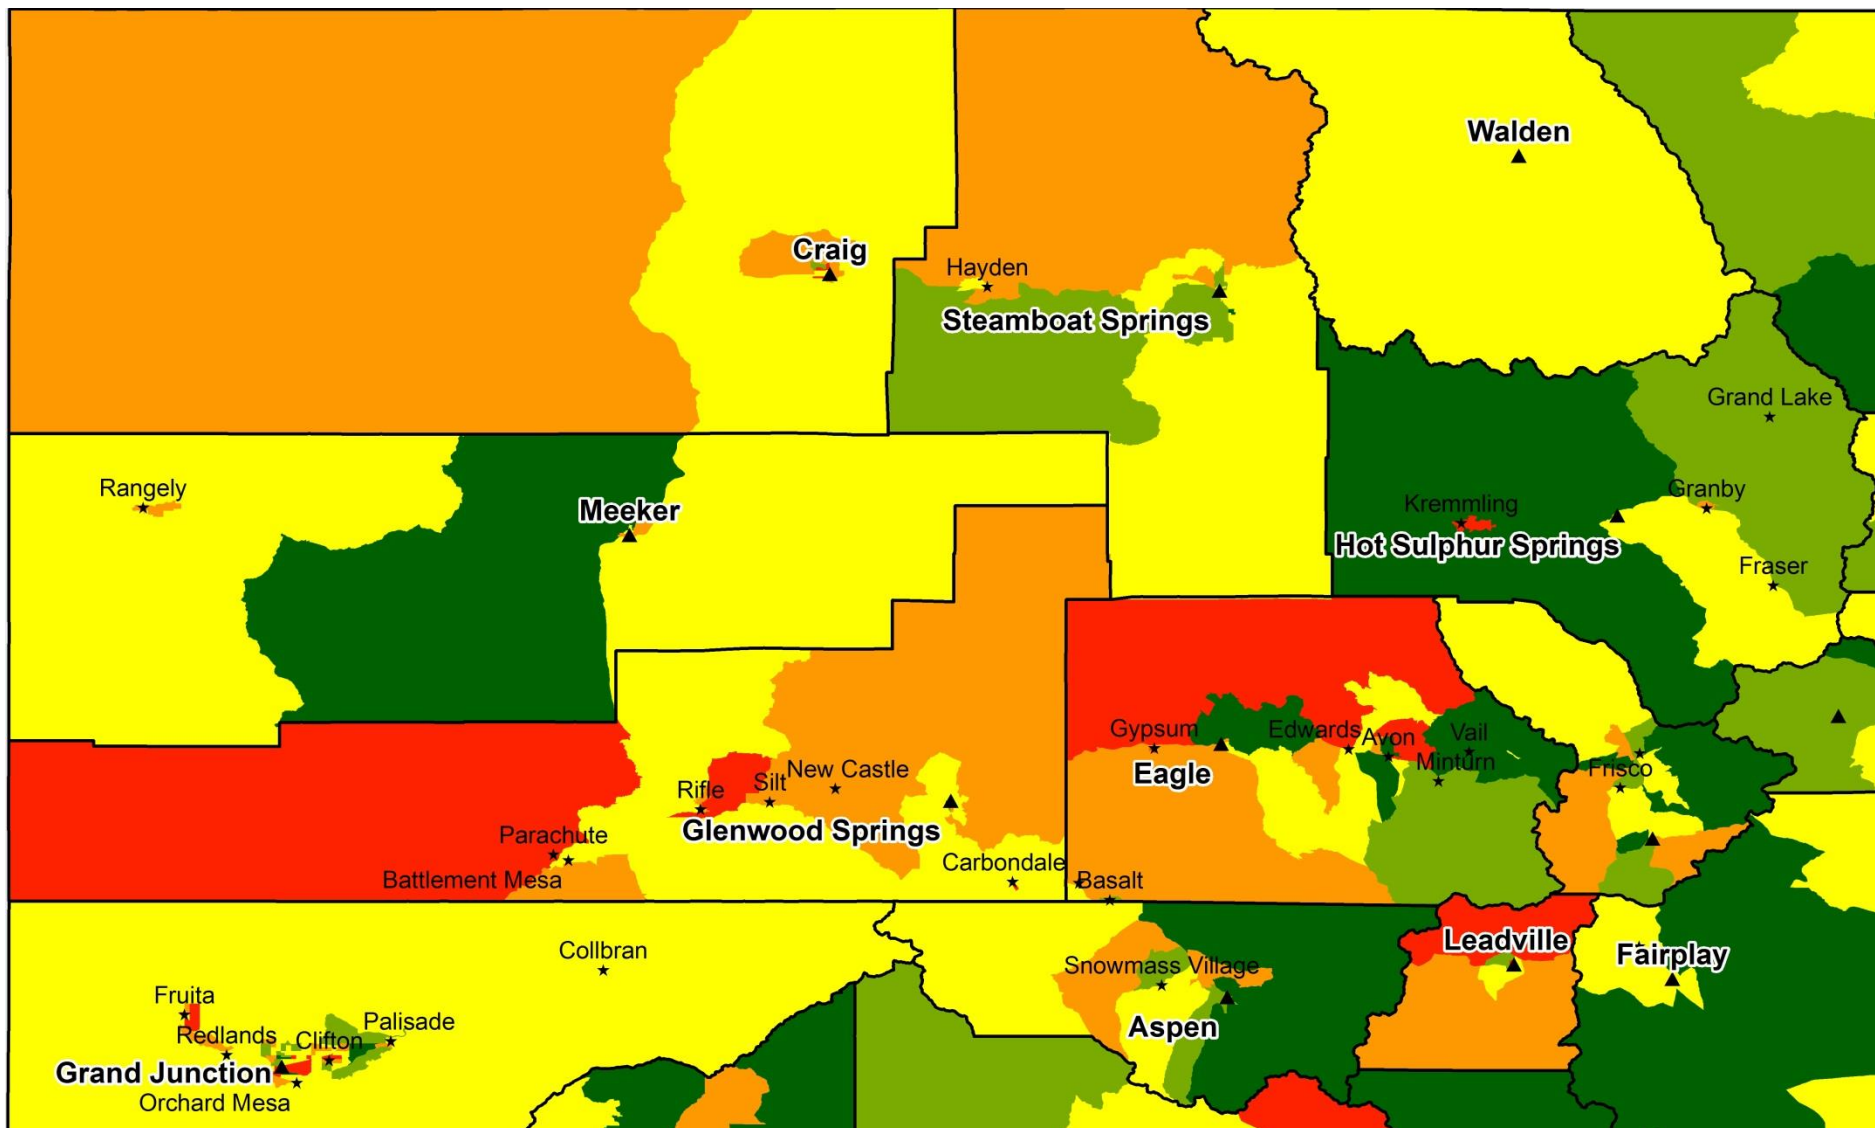 Walden
Craig
Hayden
Steamboat Springs
Grand Lake
Rangely
Granby
Meeker
Kremmling
Hot Sulphur Springs
Fraser
Gypsum
Edwards
Avon
Vail
Minturn
Frisco
Eagle
New Castle
Rifle
Silt
Glenwood Springs
Parachute
Carbondale
Battlement Mesa
Basalt
Leadville
Collbran
Fairplay
Snowmass Village
Fruita
Palisade
Redlands
Clifton
Aspen
Grand Junction
Orchard Mesa